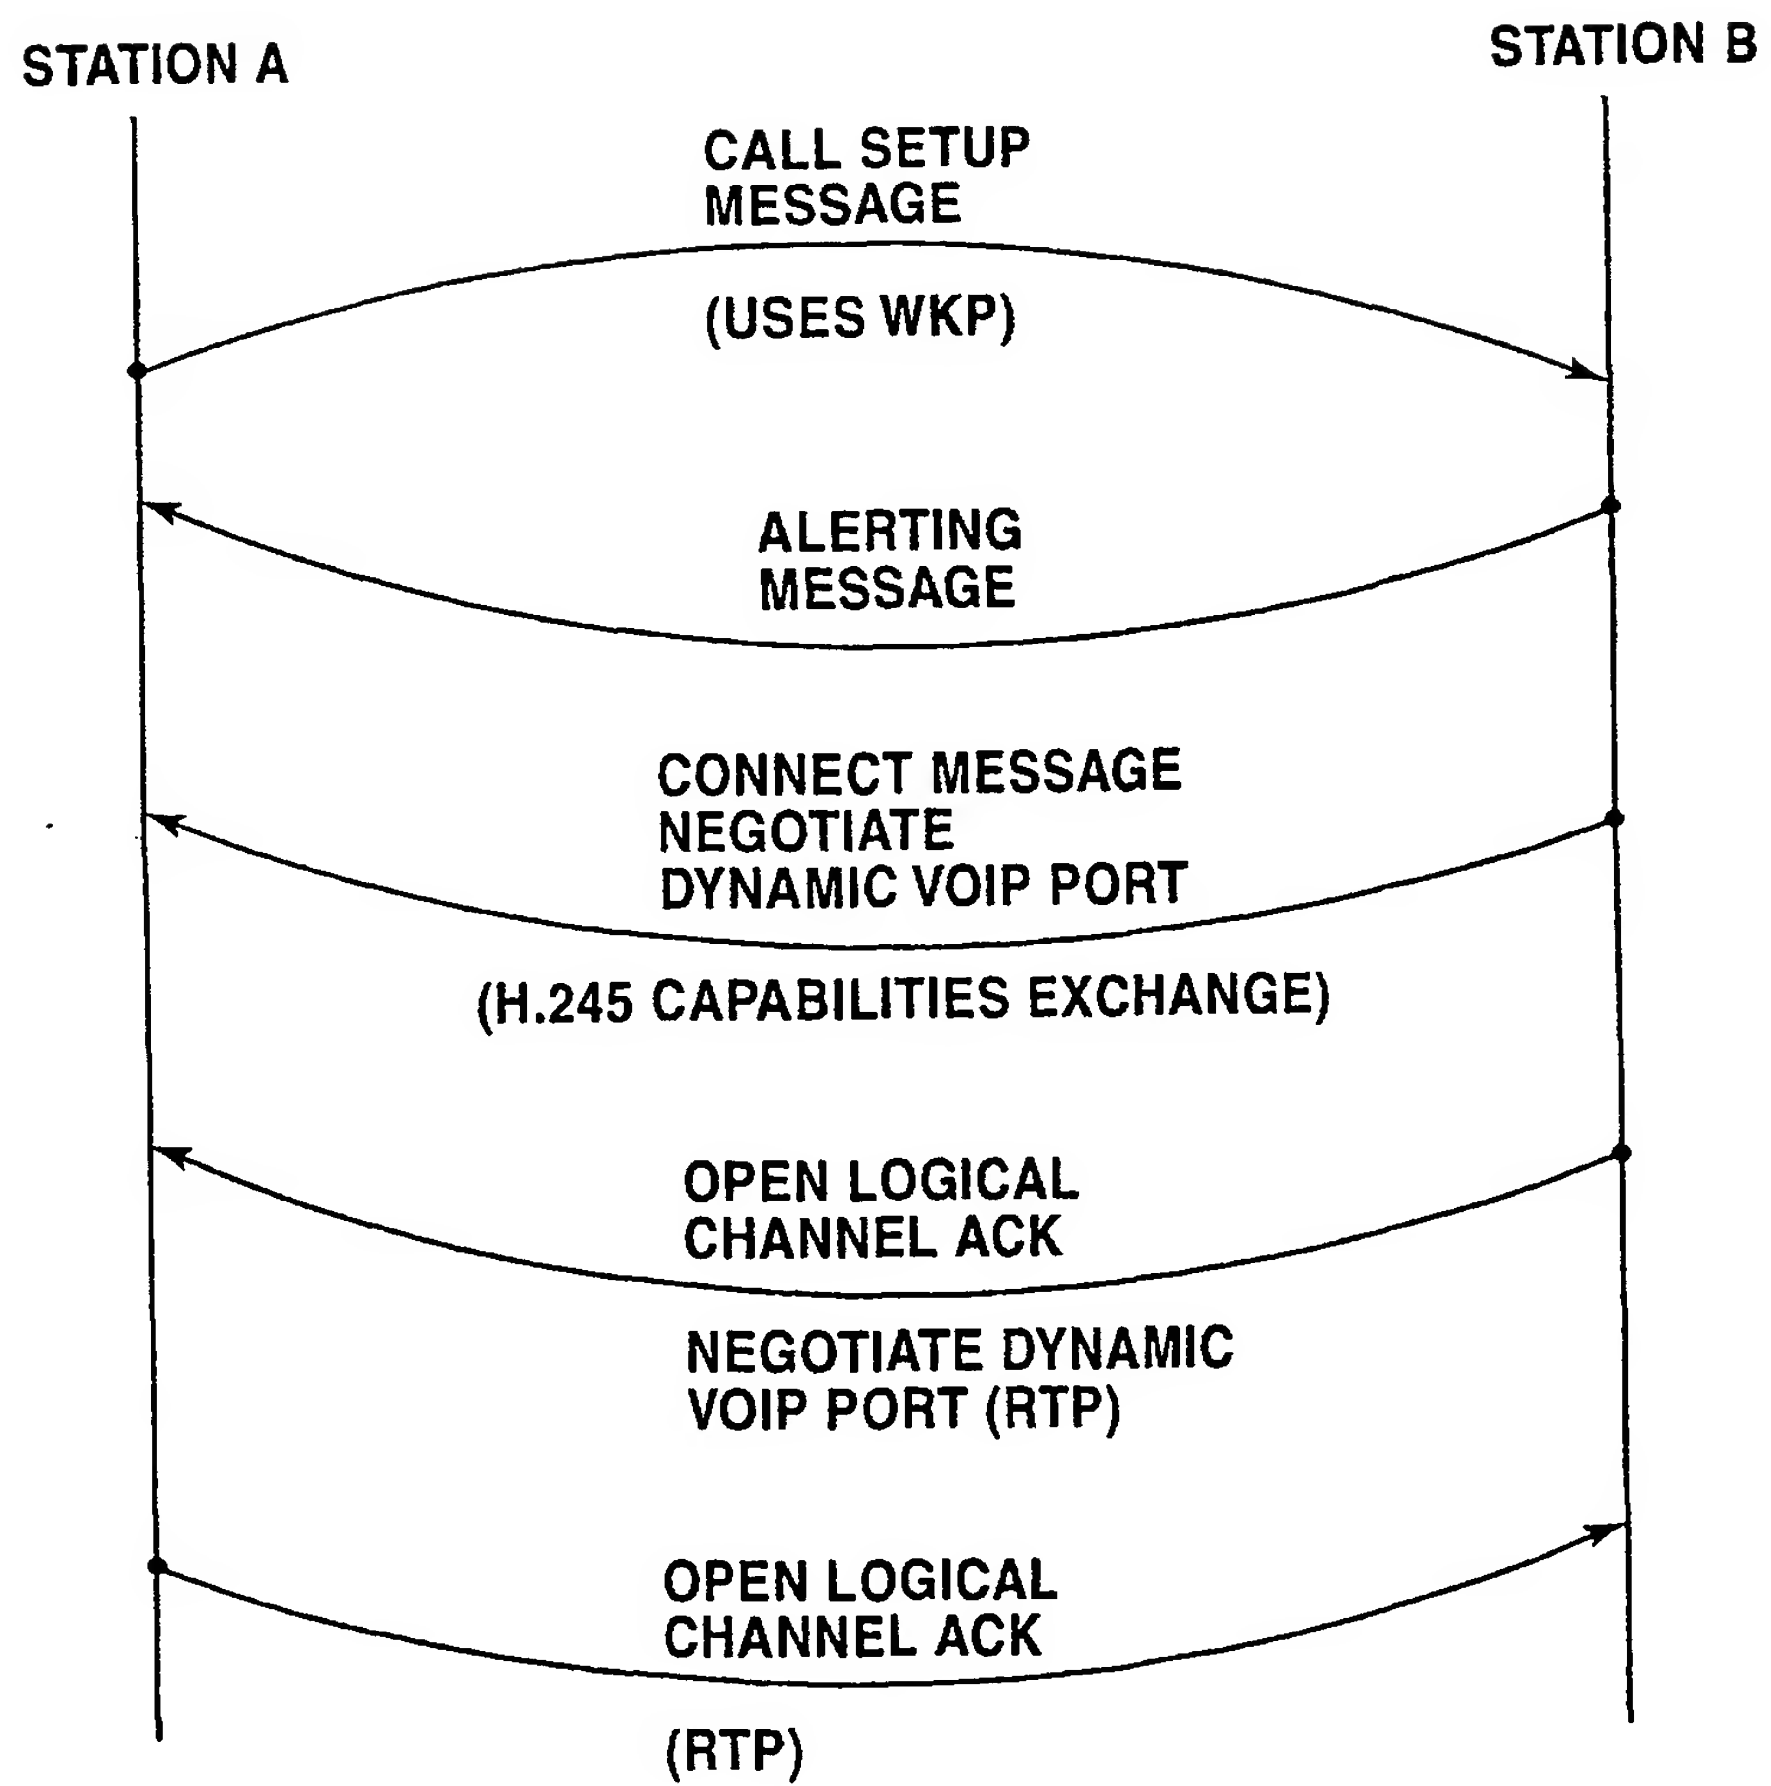 STATION A
STATION B
CALL SETUP
MESSAGE
(USES WKP)
ALERTING
MESSAGE
CONNECT MESSAGE
NEGOTIATE
DYNAMIC VOIP PORT
(H.245 CAPABILITIES EXCHANGE)
OPEN LOGICAL
CHANNEL ACK
NEGOTIATE DYNAMIC
VOIP PORT (RTP)
OPEN LOGICAL
CHANNEL ACK
(RTP)